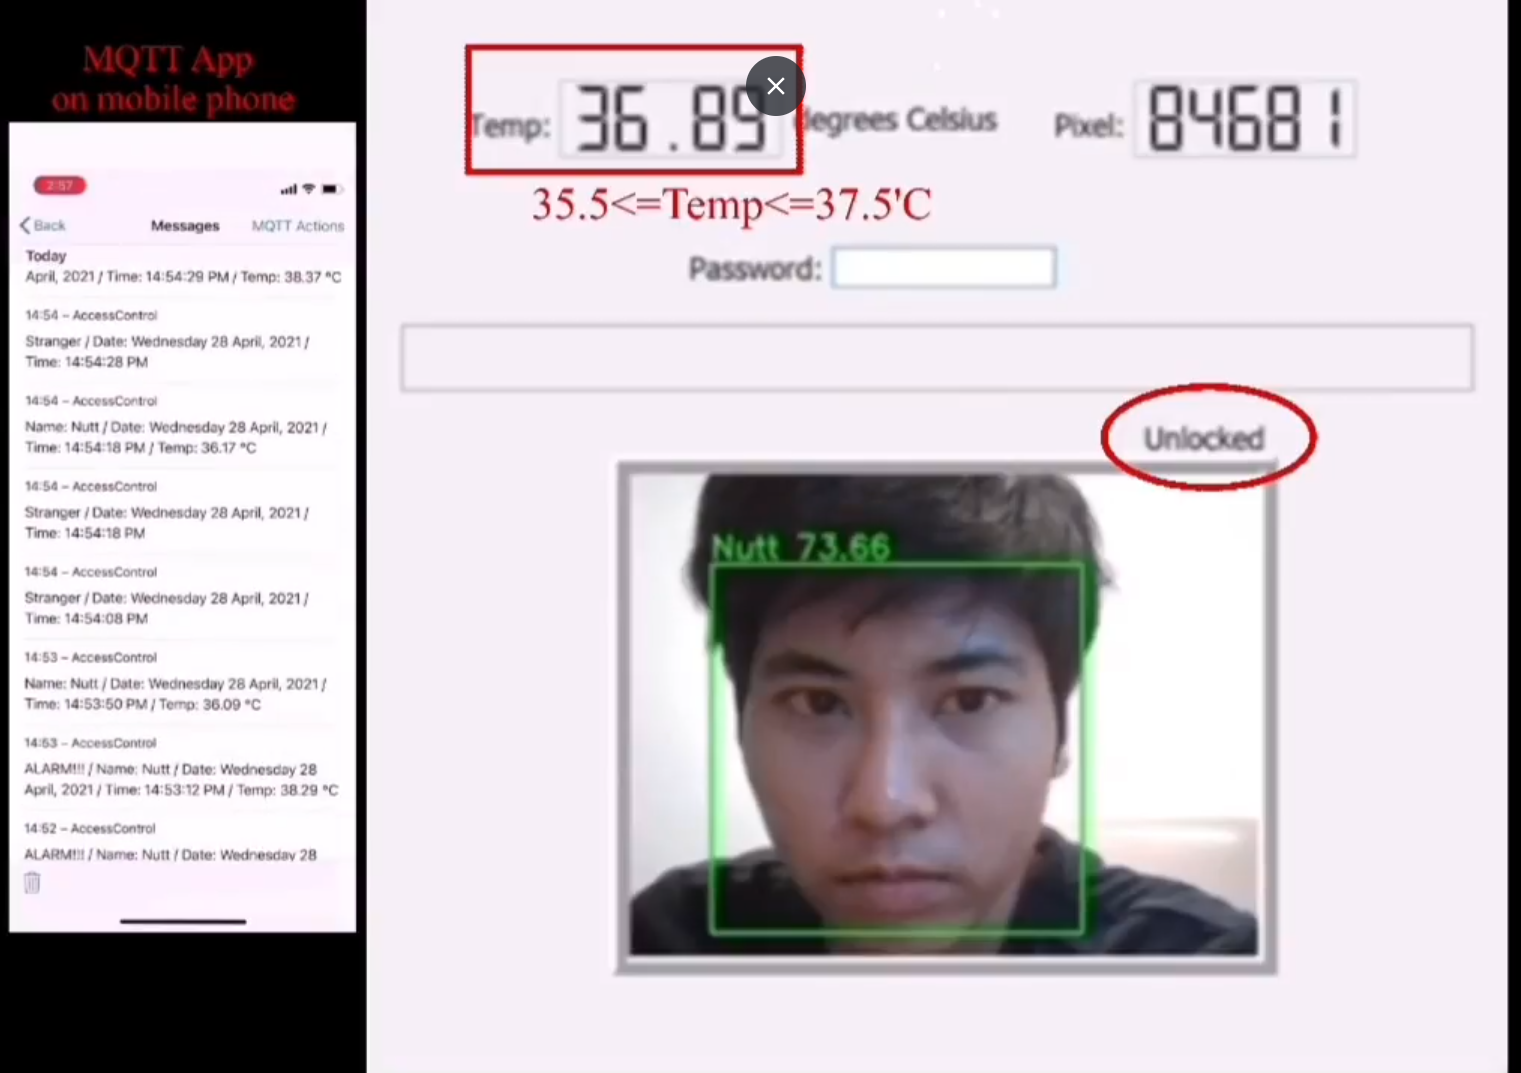 MQTT App
on mobile phone
2:57
Back
Messages
MQTT Actions
Today
April, 2021 / Time: 14:54:29 PM / Temp: 38.37 °C
14:54 – AccessControl
Stranger / Date: Wednesday 28 April, 2021 /
Time: 14:54:28 PM
14:54 – AccessControl
Name: Nutt / Date: Wednesday 28 April, 2021 /
Time: 14:54:18 PM / Temp: 36.17 °C
14:54 – AccessControl
Stranger / Date: Wednesday 28 April, 2021 /
Time: 14:54:18 PM
14:54 – AccessControl
Stranger / Date: Wednesday 28 April, 2021 /
Time: 14:54:08 PM
14:53 – AccessControl
Name: Nutt / Date: Wednesday 28 April, 2021 /
Time: 14:53:50 PM / Temp: 36.09 °C
14:53 – AccessControl
ALARM!!! / Name: Nutt / Date: Wednesday 28
April, 2021 / Time: 14:53:12 PM / Temp: 38.29 °C
14:52 – AccessControl
ALARM!!! / Name: Nutt / Date: Wednesday 28
Temp: 36.89 degrees Celsius
Pixel: 84681
35.5<=Temp<=37.5'C
Password:
Unlocked
Nutt 73.66